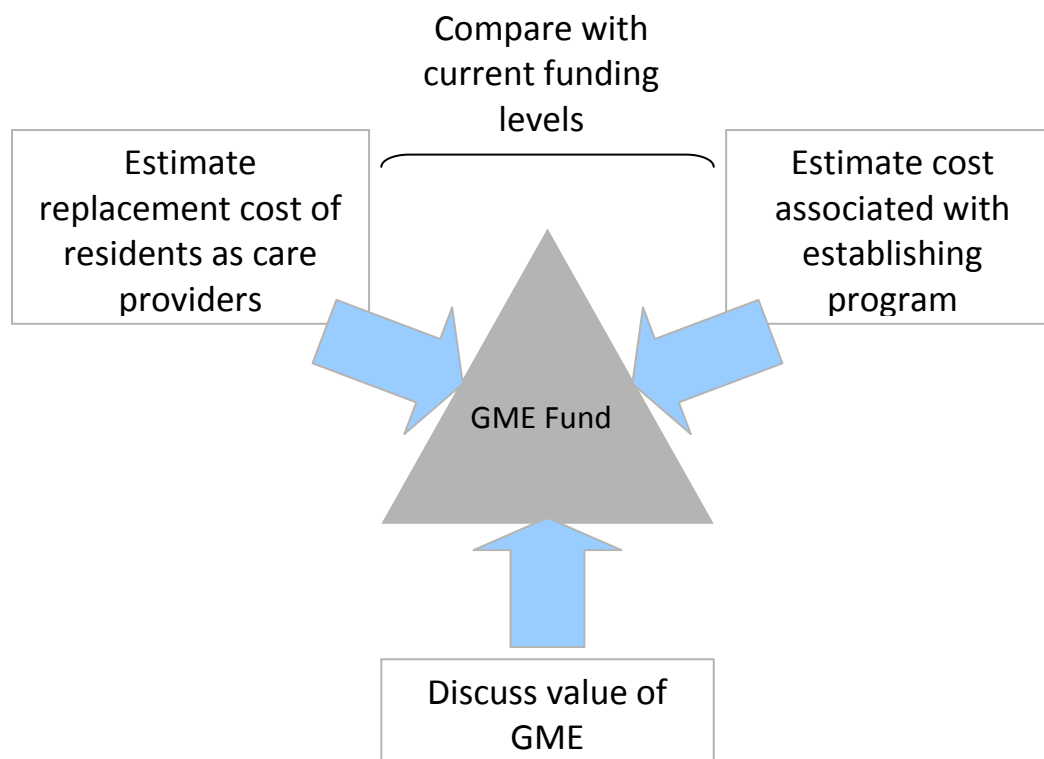 Compare with
current funding
levels
Estimate
replacement cost of
residents as care
providers
Estimate cost
associated with
establishing
program
GME Fund
Discuss value of
GME